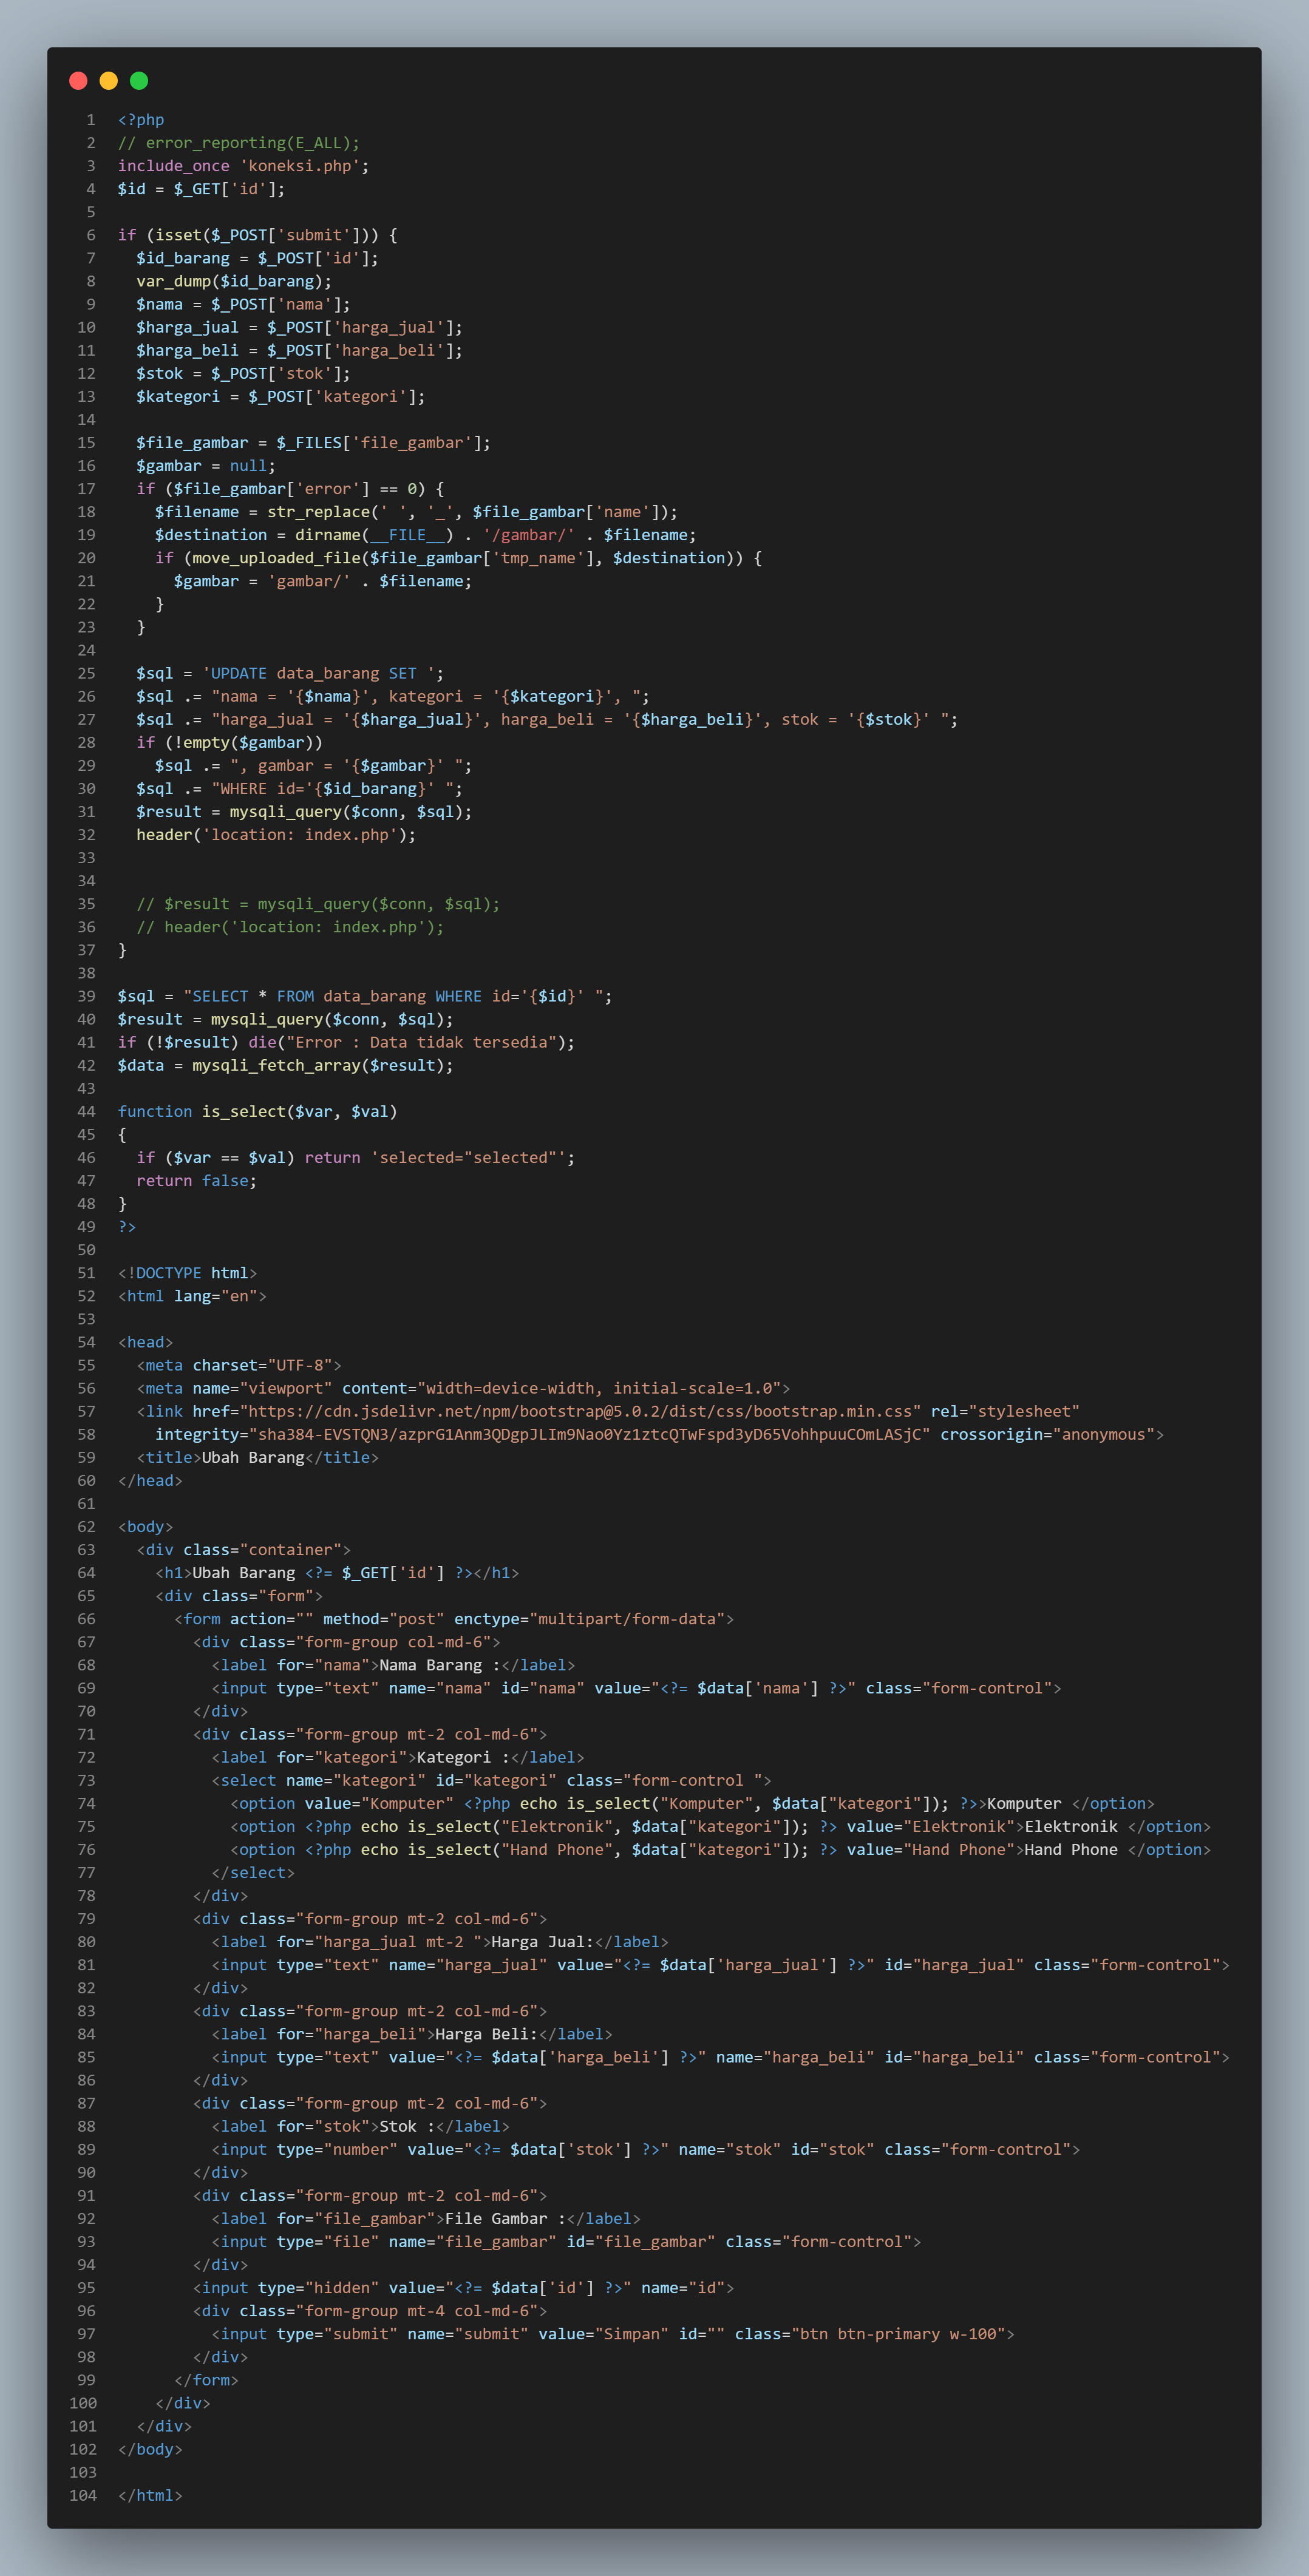 1 <?php
2 // error_reporting(E_ALL);
3 include_once 'koneksi.php';
4 $id = $_GET['id'];
5
6 if (isset($_POST['submit'])) {
7   $id_barang = $_POST['id'];
8   var_dump($id_barang);
9   $nama = $_POST['nama'];
10   $harga_jual = $_POST['harga_jual'];
11   $harga_beli = $_POST['harga_beli'];
12   $stok = $_POST['stok'];
13   $kategori = $_POST['kategori'];
14
15   $file_gambar = $_FILES['file_gambar'];
16   $gambar = null;
17   if ($file_gambar['error'] == 0) {
18     $filename = str_replace(' ', '_', $file_gambar['name']);
19     $destination = dirname(__FILE__) . '/gambar/' . $filename;
20     if (move_uploaded_file($file_gambar['tmp_name'], $destination)) {
21       $gambar = 'gambar/' . $filename;
22     }
23   }
24
25   $sql = 'UPDATE data_barang SET ';
26   $sql .= "nama = '{$nama}', kategori = '{$kategori}', ";
27   $sql .= "harga_jual = '{$harga_jual}', harga_beli = '{$harga_beli}', stok = '{$stok}' ";
28   if (!empty($gambar))
29     $sql .= ", gambar = '{$gambar}' ";
30   $sql .= "WHERE id='{$id_barang}' ";
31   $result = mysqli_query($conn, $sql);
32   header('location: index.php');
33
34
35   // $result = mysqli_query($conn, $sql);
36   // header('location: index.php');
37 }
38
39 $sql = "SELECT * FROM data_barang WHERE id='{$id}' ";
40 $result = mysqli_query($conn, $sql);
41 if (!$result) die("Error : Data tidak tersedia");
42 $data = mysqli_fetch_array($result);
43
44 function is_select($var, $val)
45 {
46   if ($var == $val) return 'selected="selected"';
47   return false;
48 }
49 ?>
50
51 <!DOCTYPE html>
52 <html lang="en">
53
54 <head>
55   <meta charset="UTF-8">
56   <meta name="viewport" content="width=device-width, initial-scale=1.0">
57   <link href="https://cdn.jsdelivr.net/npm/bootstrap@5.0.2/dist/css/bootstrap.min.css" rel="stylesheet"
58     integrity="sha384-EVSTQN3/azprG1Anm3QDgpJLIm9Nao0Yz1ztcQTwFspd3yD65VohhpuuCOmLASjC" crossorigin="anonymous">
59   <title>Ubah Barang</title>
60 </head>
61
62 <body>
63   <div class="container">
64     <h1>Ubah Barang <?= $_GET['id'] ?></h1>
65     <div class="form">
66       <form action="" method="post" enctype="multipart/form-data">
67         <div class="form-group col-md-6">
68           <label for="nama">Nama Barang :</label>
69           <input type="text" name="nama" id="nama" value="<?= $data['nama'] ?>" class="form-control">
70         </div>
71         <div class="form-group mt-2 col-md-6">
72           <label for="kategori">Kategori :</label>
73           <select name="kategori" id="kategori" class="form-control ">
74             <option value="Komputer" <?php echo is_select("Komputer", $data["kategori"]); ?>>Komputer </option>
75             <option <?php echo is_select("Elektronik", $data["kategori"]); ?> value="Elektronik">Elektronik </option>
76             <option <?php echo is_select("Hand Phone", $data["kategori"]); ?> value="Hand Phone">Hand Phone </option>
77           </select>
78         </div>
79         <div class="form-group mt-2 col-md-6">
80           <label for="harga_jual mt-2 ">Harga Jual:</label>
81           <input type="text" name="harga_jual" value="<?= $data['harga_jual'] ?>" id="harga_jual" class="form-control">
82         </div>
83         <div class="form-group mt-2 col-md-6">
84           <label for="harga_beli">Harga Beli:</label>
85           <input type="text" value="<?= $data['harga_beli'] ?>" name="harga_beli" id="harga_beli" class="form-control">
86         </div>
87         <div class="form-group mt-2 col-md-6">
88           <label for="stok">Stok :</label>
89           <input type="number" value="<?= $data['stok'] ?>" name="stok" id="stok" class="form-control">
90         </div>
91         <div class="form-group mt-2 col-md-6">
92           <label for="file_gambar">File Gambar :</label>
93           <input type="file" name="file_gambar" id="file_gambar" class="form-control">
94         </div>
95         <input type="hidden" value="<?= $data['id'] ?>" name="id">
96         <div class="form-group mt-4 col-md-6">
97           <input type="submit" name="submit" value="Simpan" id="" class="btn btn-primary w-100">
98         </div>
99       </form>
100     </div>
101   </div>
102 </body>
103
104 </html>